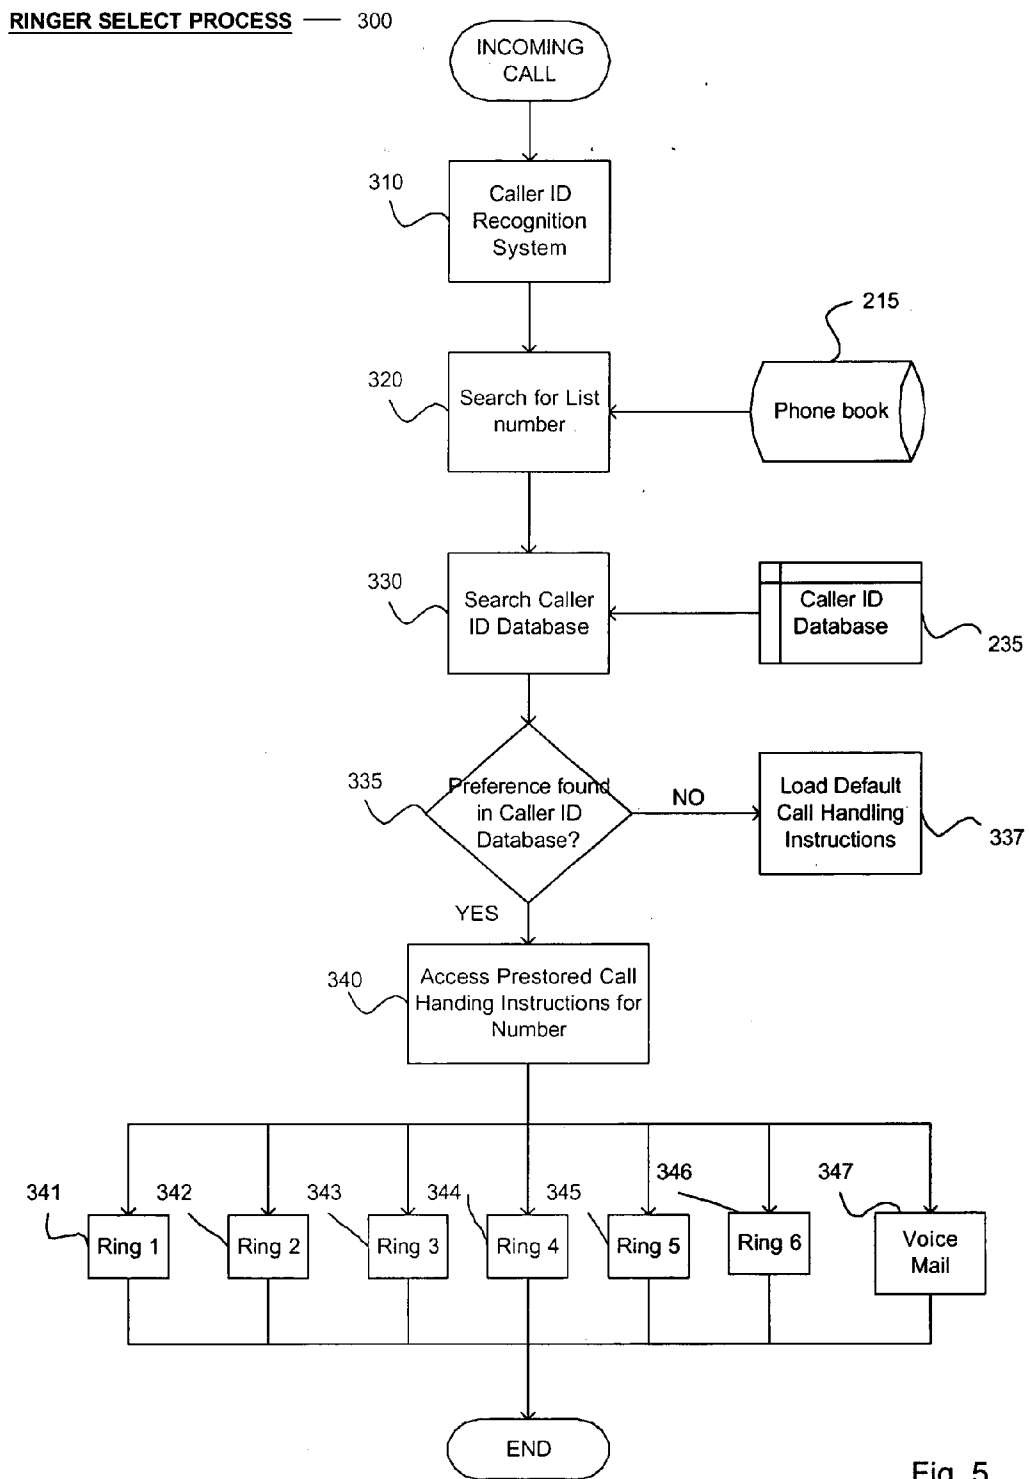 RINGER SELECT PROCESS — 300
INCOMING
CALL
310
Caller ID
Recognition
System
215
320
Search for List
number
Phone book
330
Search Caller
ID Database
Caller ID
Database
235
335
Preference found
in Caller ID
Database?
NO
Load Default
Call Handling
Instructions
337
YES
340
Access Prestored Call
Handing Instructions for
Number
341
342
343
344
345
346
347
Ring 1
Ring 2
Ring 3
Ring 4
Ring 5
Ring 6
Voice
Mail
END
Fig. 5